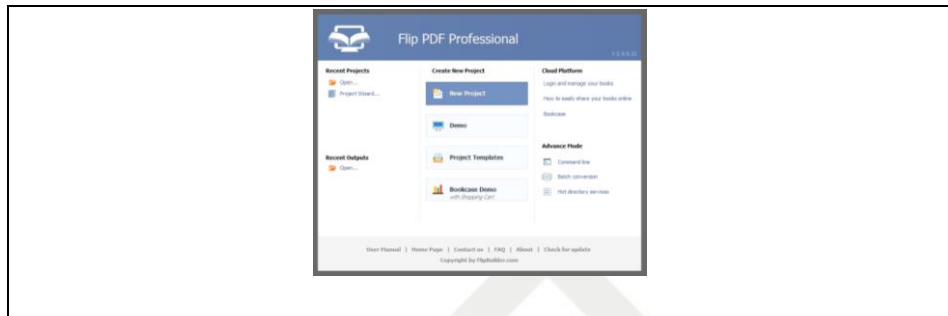 Flip PDF Professional
Recent Projects
Open...
Project Wizard...
Recent Outputs
Open...
Create New Project
New Project
Demo
Project Templates
Bookcase Demo
with Shopping Cart
Cloud Platform
Login and manage your books
How to easily share your books online
Bookcase
Advance Mode
Command line
Batch conversion
Hot directory services
User Manual | Home Page | Contact us | FAQ | About | Check for update
Copyright by FlipBuilder.com